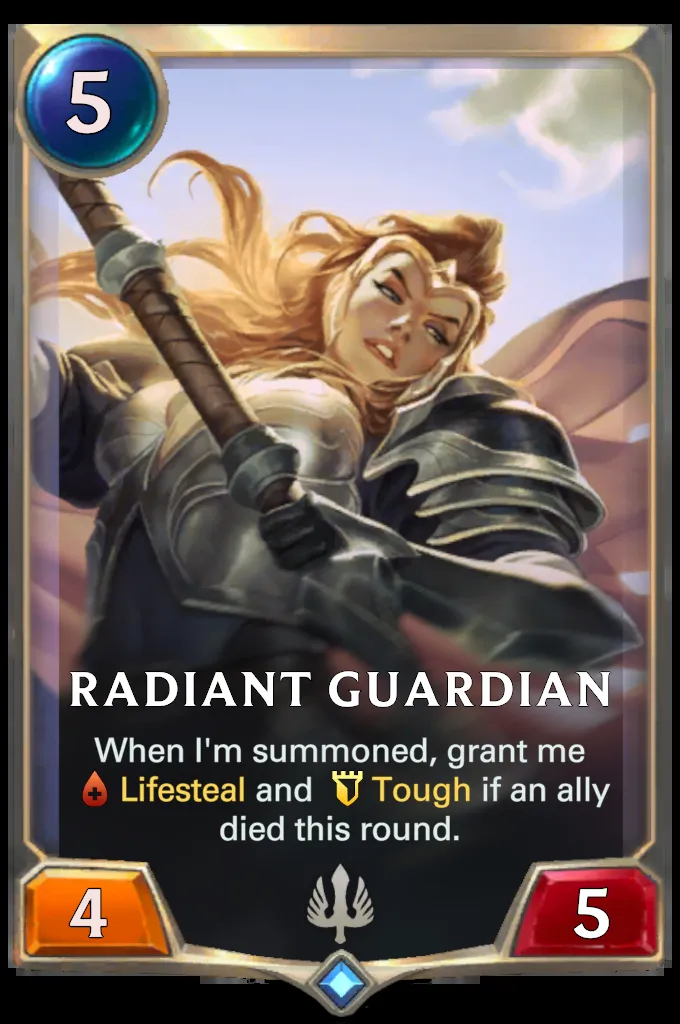 5
RADIANT GUARDIAN
When I'm summoned, grant me
Lifesteal and Tough if an ally
died this round.
4 5